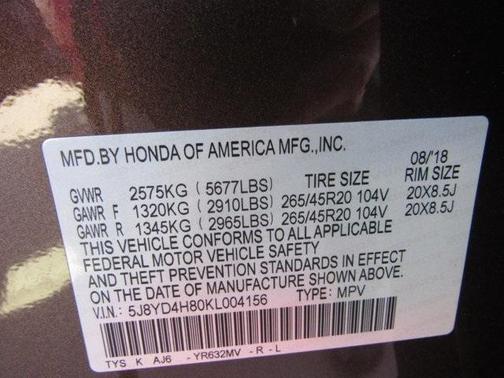 MFD.BY HONDA OF AMERICA MFG.,INC. 08/'18
TIRE SIZE RIM SIZE
GVWR 2575KG (5677LBS)
GAWR F 1320KG (2910LBS) 265/45R20 104V 20X8.5J
GAWR R 1345KG (2965LBS) 265/45R20 104V 20X8.5J
THIS VEHICLE CONFORMS TO ALL APPLICABLE
FEDERAL MOTOR VEHICLE SAFETY
AND THEFT PREVENTION STANDARDS IN EFFECT
ON THE DATE OF MANUFACTURE SHOWN ABOVE.
V.I.N: 5J8YD4H80KL004156 TYPE: MPV
TYS K AJ6 -YR632MV -R-L